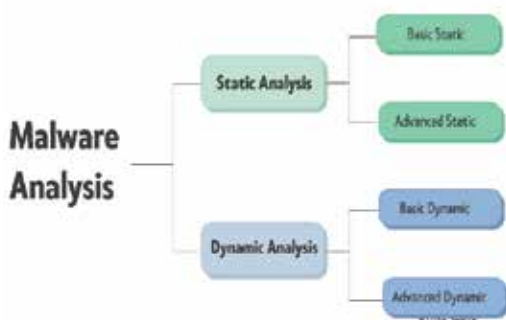 Malware
Analysis
Static Analysis
Basic Static
Advanced Static
Dynamic Analysis
Basic Dynamic
Advanced Dynamic